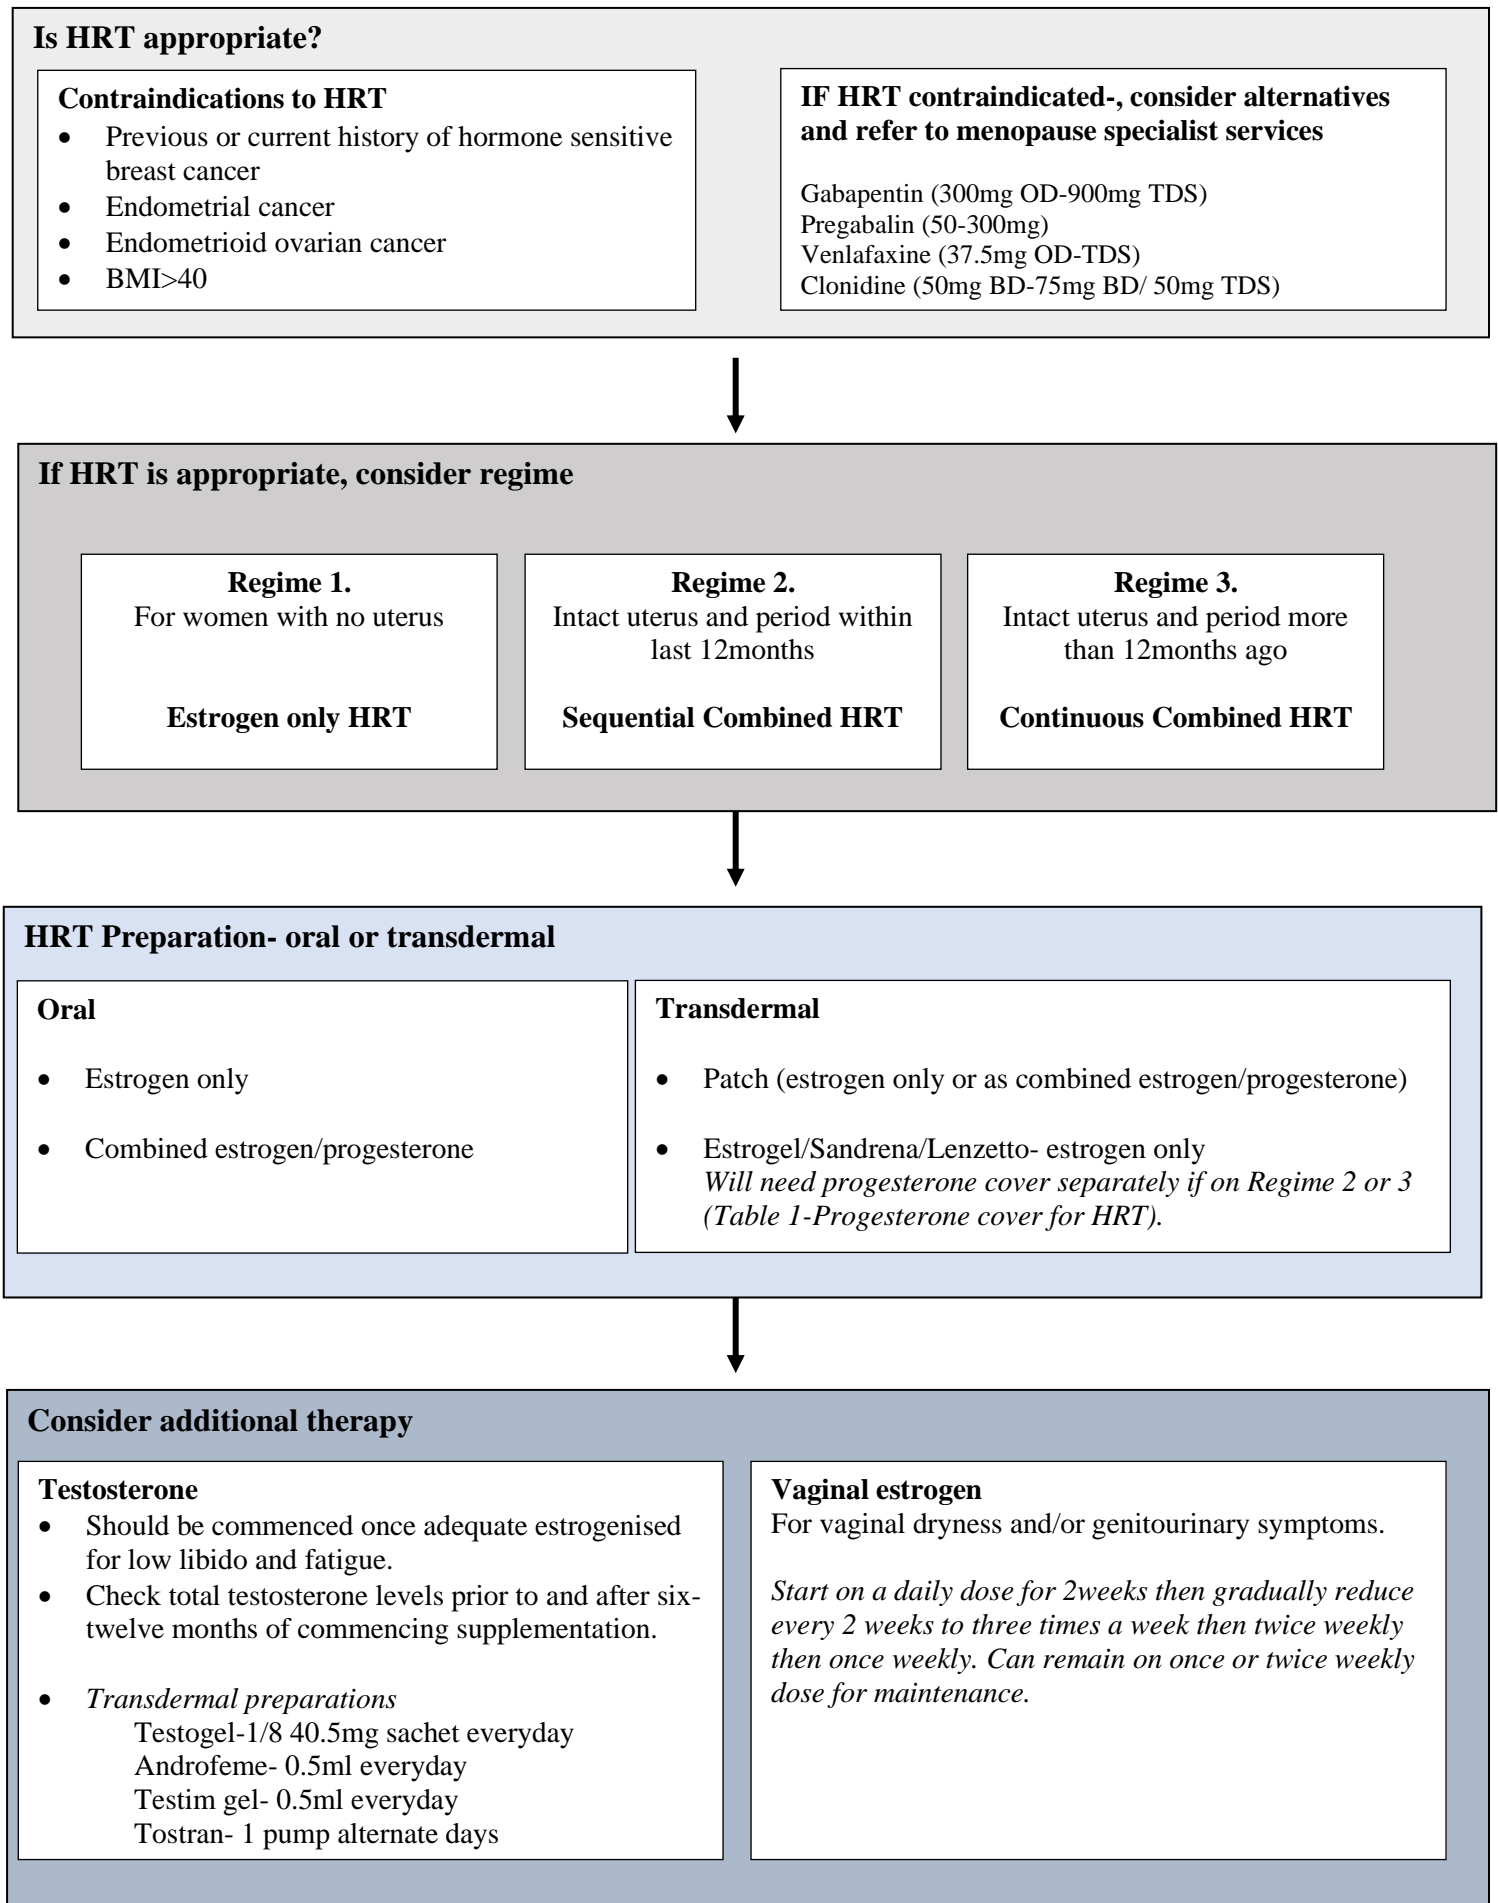 Is HRT appropriate?
Contraindications to HRT
• Previous or current history of hormone sensitive
breast cancer
• Endometrial cancer
• Endometrioid ovarian cancer
• BMI>40
IF HRT contraindicated-, consider alternatives
and refer to menopause specialist services
Gabapentin (300mg OD-900mg TDS)
Pregabalin (50-300mg)
Venlafaxine (37.5mg OD-TDS)
Clonidine (50mg BD-75mg BD/ 50mg TDS)
If HRT is appropriate, consider regime
Regime 1.
For women with no uterus
Estrogen only HRT
Regime 2.
Intact uterus and period within
last 12months
Sequential Combined HRT
Regime 3.
Intact uterus and period more
than 12months ago
Continuous Combined HRT
HRT Preparation- oral or transdermal
Oral
• Estrogen only
• Combined estrogen/progesterone
Transdermal
• Patch (estrogen only or as combined estrogen/progesterone)
• Estrogel/Sandrena/Lenzetto- estrogen only
Will need progesterone cover separately if on Regime 2 or 3
(Table 1-Progesterone cover for HRT).
Consider additional therapy
Testosterone
• Should be commenced once adequate estrogenised
for low libido and fatigue.
• Check total testosterone levels prior to and after six-
twelve months of commencing supplementation.
• Transdermal preparations
Testogel-1/8 40.5mg sachet everyday
Androfeme- 0.5ml everyday
Testim gel- 0.5ml everyday
Tostran- 1 pump alternate days
Vaginal estrogen
For vaginal dryness and/or genitourinary symptoms.
Start on a daily dose for 2weeks then gradually reduce
every 2 weeks to three times a week then twice weekly
then once weekly. Can remain on once or twice weekly
dose for maintenance.